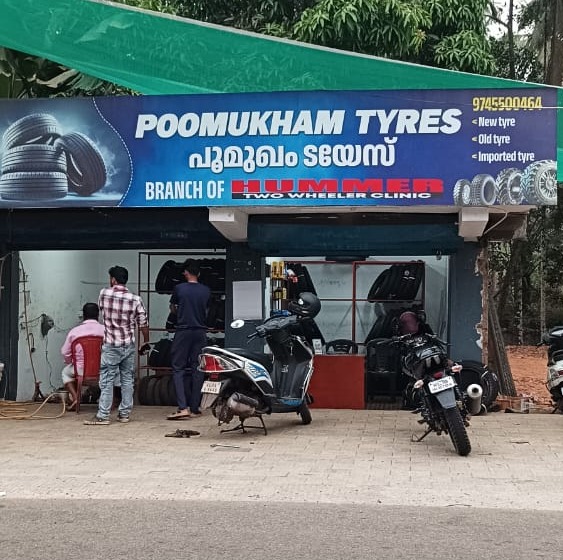 POOMUKHAM TYRES
പൂമുഖം ടയേസ്
BRANCH OF HUMMER
TWO WHEELER CLINIC
9745500464
New tyre
Old tyre
Imported tyre